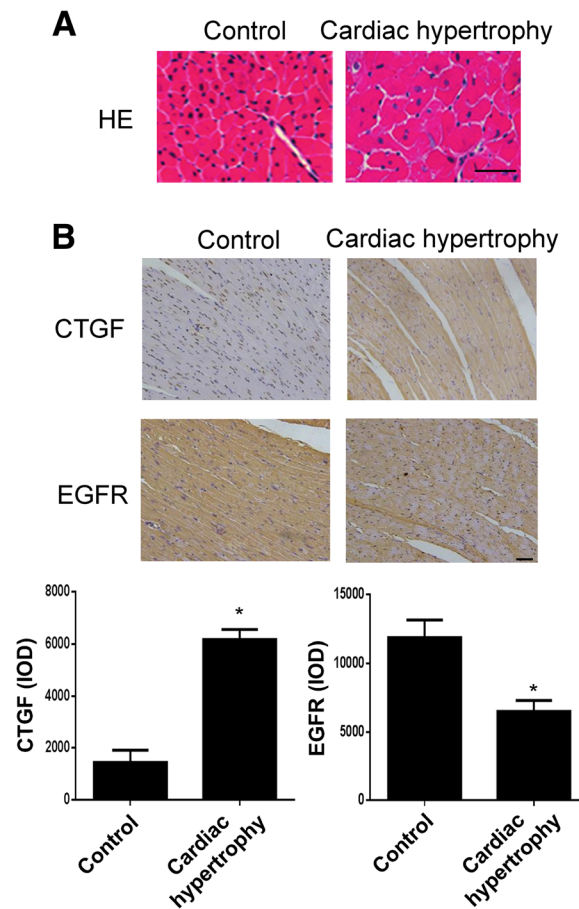 A
Control
Cardiac hypertrophy
HE
B
Control
Cardiac hypertrophy
CTGF
EGFR
8000
6000
4000
2000
0
CTGF (IOD)
*
Control
Cardiac
hypertrophy
15000
10000
5000
0
EGFR (IOD)
*
Control
Cardiac
hypertrophy